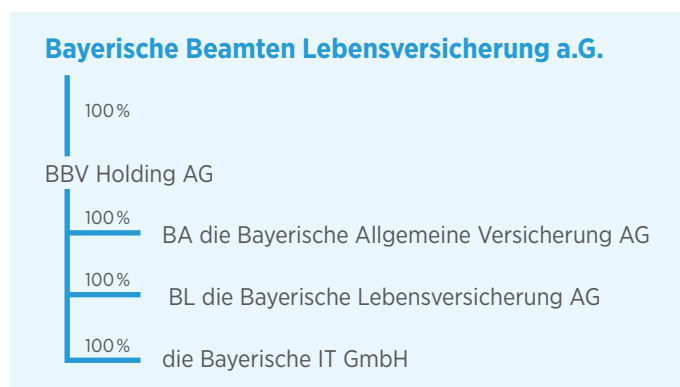 Bayerische Beamten Lebensversicherung a.G.
100 %
BBV Holding AG
100 %
BA die Bayerische Allgemeine Versicherung AG
100 %
BL die Bayerische Lebensversicherung AG
100 %
die Bayerische IT GmbH